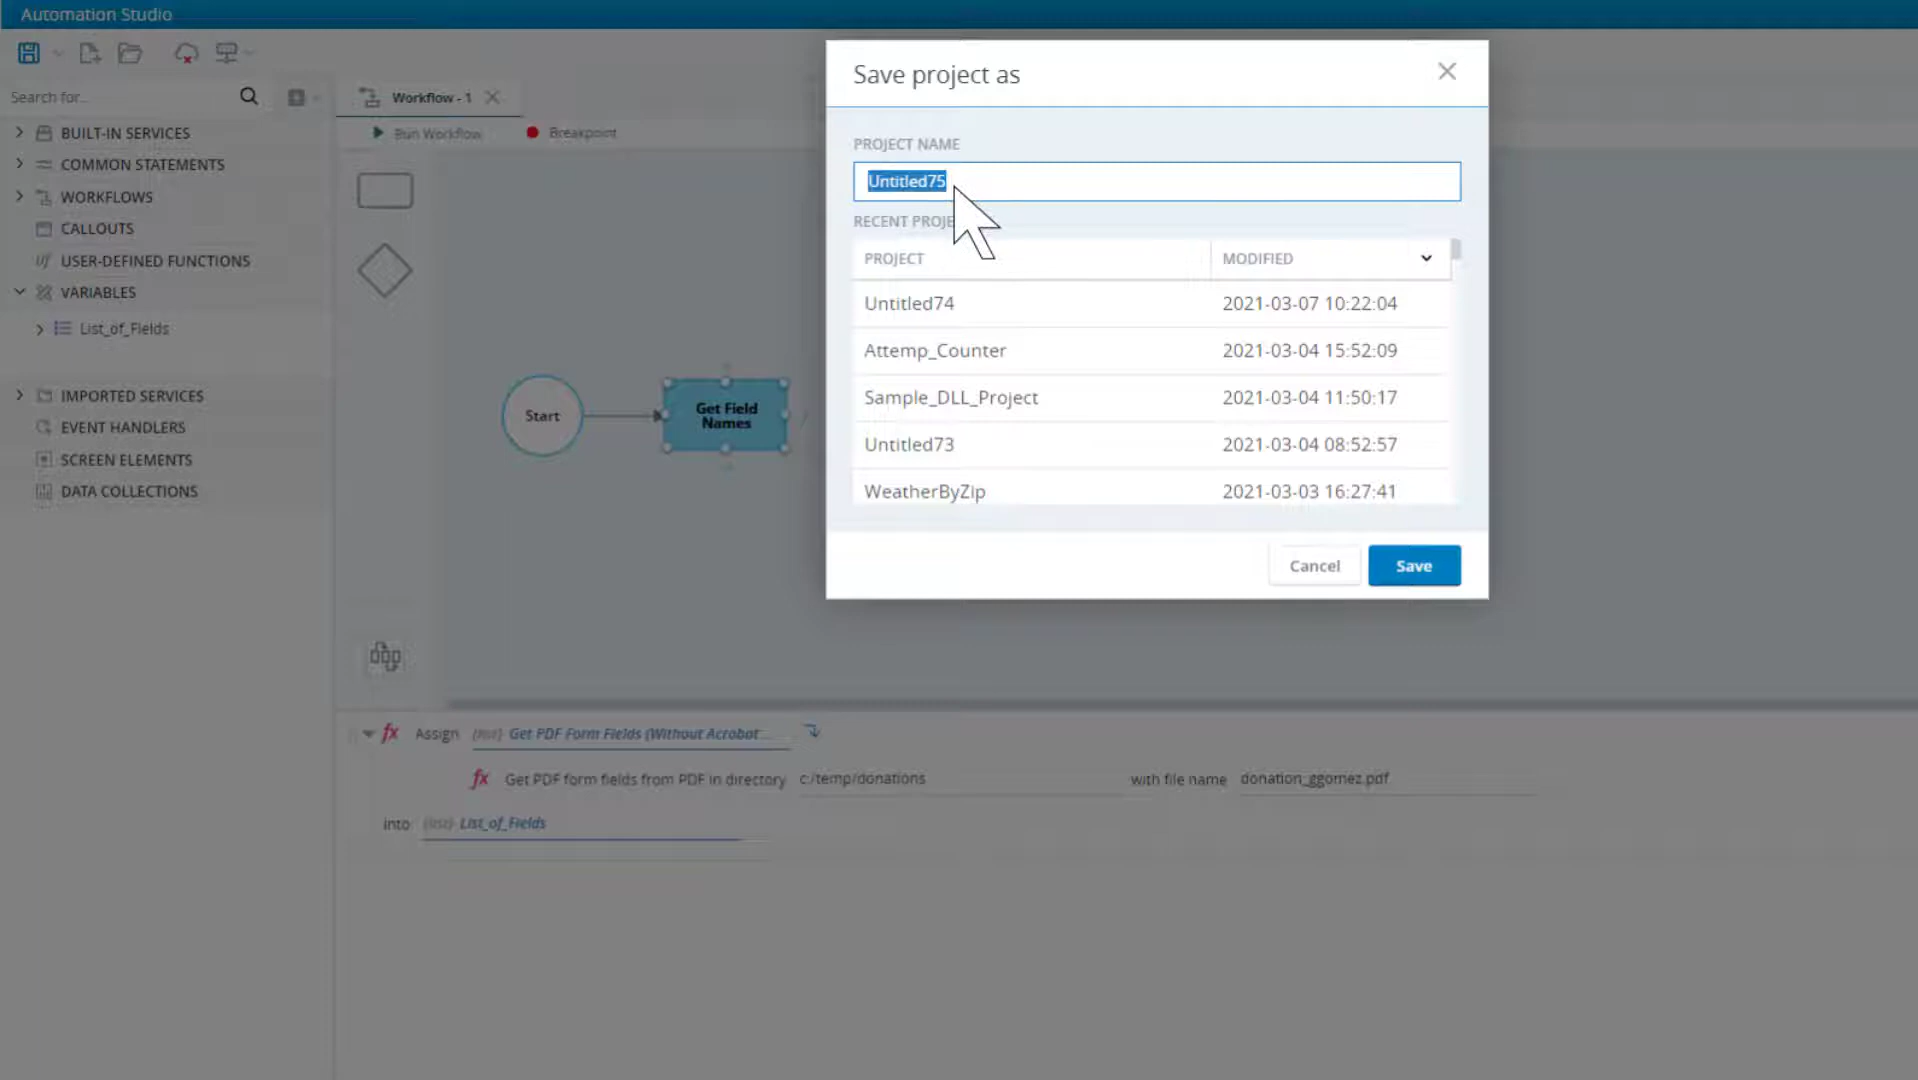 Automation Studio
Search for...
BUILT-IN SERVICES
COMMON STATEMENTS
WORKFLOWS
CALLOUTS
USER-DEFINED FUNCTIONS
VARIABLES
List_of_Fields
IMPORTED SERVICES
EVENT HANDLERS
SCREEN ELEMENTS
DATA COLLECTIONS
Workflow - 1
Run Workflow
Breakpoint
Start
Get Field
Names
Save project as
PROJECT NAME
Untitled75
RECENT PROJE
PROJECT MODIFIED
Untitled74 2021-03-07 10:22:04
Attemp_Counter 2021-03-04 15:52:09
Sample_DLL_Project 2021-03-04 11:50:17
Untitled73 2021-03-04 08:52:57
WeatherByZip 2021-03-03 16:27:41
Cancel Save
fx Assign (list) Get PDF Form Fields (Without Acrobat...
fx Get PDF form fields from PDF in directory c:/temp/donations with file name donation_ggomez.pdf
into (list) List_of_Fields